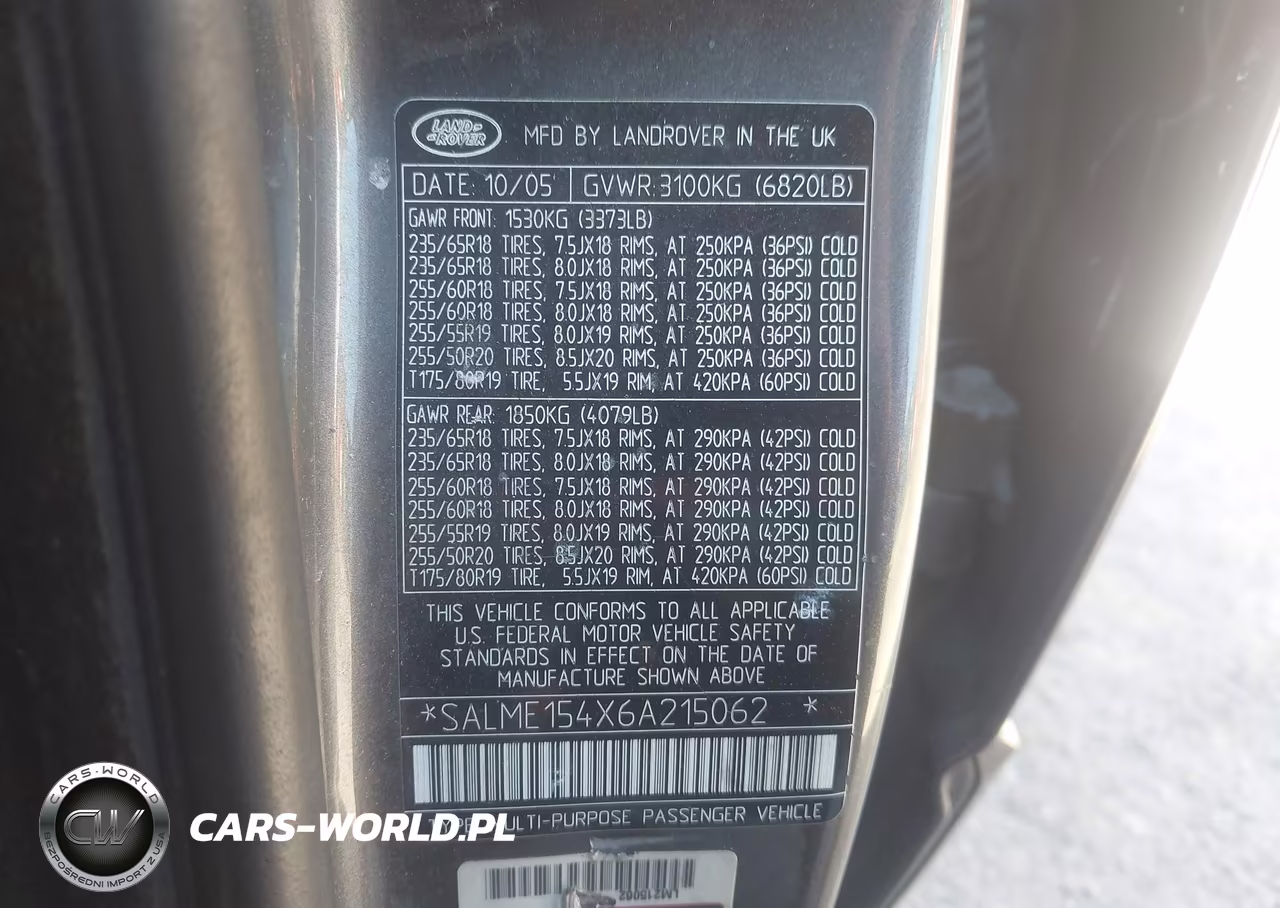 LAND-
-ROVER
MFD BY LANDROVER IN THE UK
DATE: 10/05 GVWR:3100KG (6820LB)
GAWR FRONT: 1530KG (3373LB)
235/65R18 TIRES, 7.5JX18 RIMS, AT 250KPA (36PSI) COLD
235/65R18 TIRES, 8.0JX18 RIMS, AT 250KPA (36PSI) COLD
255/60R18 TIRES, 7.5JX18 RIMS, AT 250KPA (36PSI) COLD
255/60R18 TIRES, 8.0JX18 RIMS, AT 250KPA (36PSI) COLD
255/55R19 TIRES, 8.0JX19 RIMS, AT 250KPA (36PSI) COLD
255/50R20 TIRES, 8.5JX20 RIMS, AT 250KPA (36PSI) COLD
T175/80R19 TIRE, 5.5JX19 RIM, AT 420KPA (60PSI) COLD
GAWR REAR: 1850KG (4079LB)
235/65R18 TIRES, 7.5JX18 RIMS, AT 290KPA (42PSI) COLD
235/65R18 TIRES, 8.0JX18 RIMS, AT 290KPA (42PSI) COLD
255/60R18 TIRES, 7.5JX18 RIMS, AT 290KPA (42PSI) COLD
255/60R18 TIRES, 8.0JX18 RIMS, AT 290KPA (42PSI) COLD
255/55R19 TIRES, 8.0JX19 RIMS, AT 290KPA (42PSI) COLD
255/50R20 TIRES, 8.5JX20 RIMS, AT 290KPA (42PSI) COLD
T175/80R19 TIRE, 5.5JX19 RIM, AT 420KPA (60PSI) COLD
THIS VEHICLE CONFORMS TO ALL APPLICABLE
U.S. FEDERAL MOTOR VEHICLE SAFETY
STANDARDS IN EFFECT ON THE DATE OF
MANUFACTURE SHOWN ABOVE
*SALME154X6A215062 *
TYPE: MULTI-PURPOSE PASSENGER VEHICLE
LM215062
CARS-WORLD
CW
BEZPOŚREDNI IMPORT Z USA
CARS-WORLD.PL